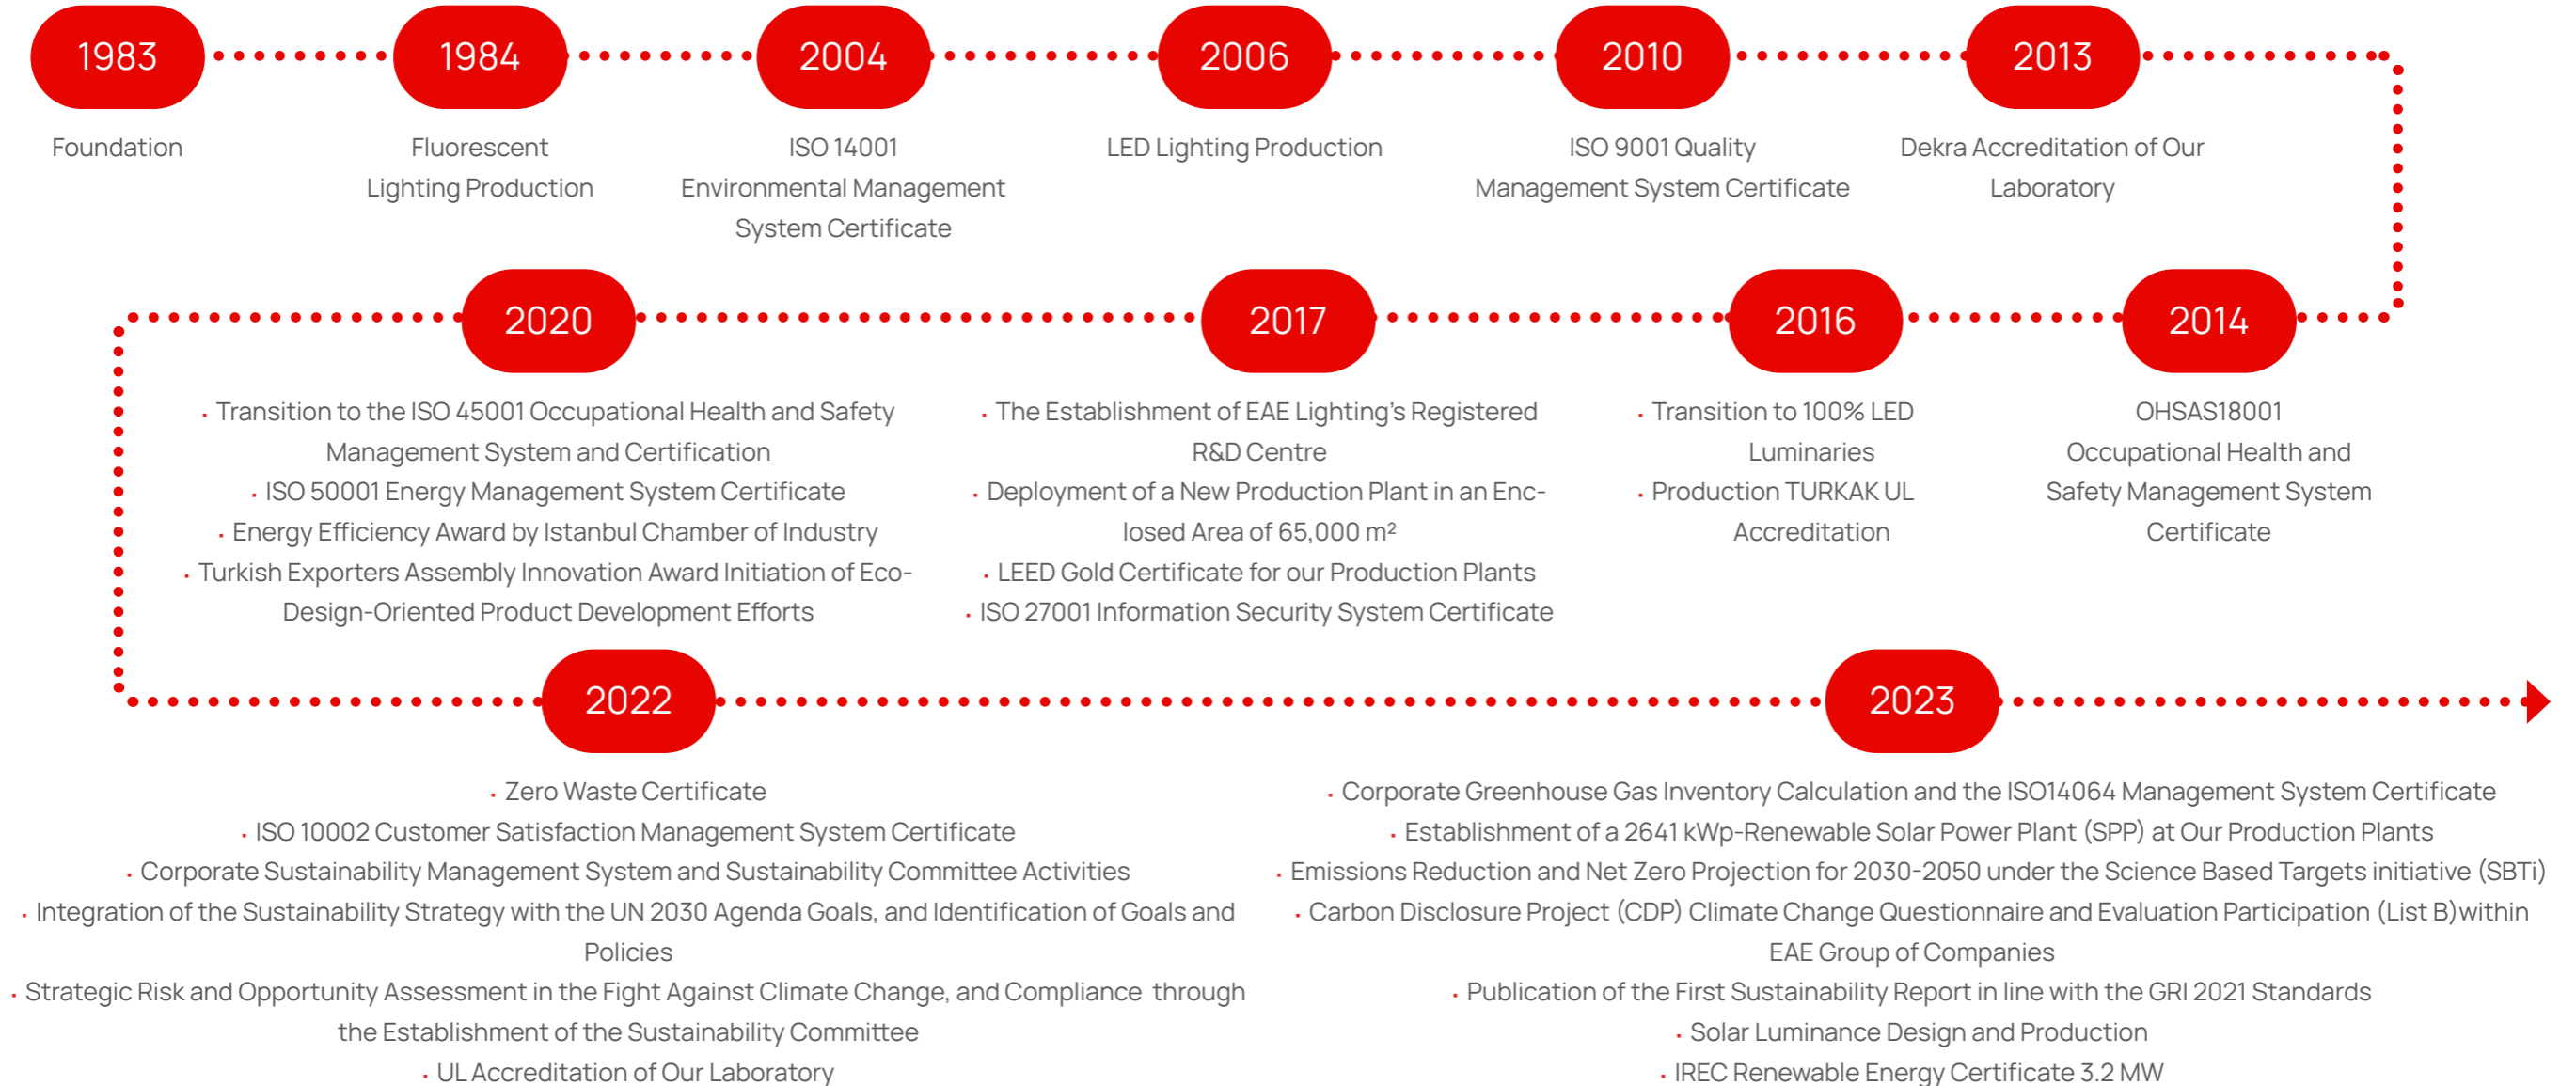 1983
Foundation
1984
Fluorescent
Lighting Production
2004
ISO 14001
Environmental Management
System Certificate
2006
LED Lighting Production
2010
ISO 9001 Quality
Management System Certificate
2013
Dekra Accreditation of Our
Laboratory
2014
OHSAS18001
Occupational Health and
Safety Management System
Certificate
2016
· Transition to 100% LED
Luminaries
· Production TURKAK UL
Accreditation
2017
· The Establishment of EAE Lighting's Registered
R&D Centre
· Deployment of a New Production Plant in an Enc-
losed Area of 65,000 m²
· LEED Gold Certificate for our Production Plants
· ISO 27001 Information Security System Certificate
2020
· Transition to the ISO 45001 Occupational Health and Safety
Management System and Certification
· ISO 50001 Energy Management System Certificate
· Energy Efficiency Award by Istanbul Chamber of Industry
· Turkish Exporters Assembly Innovation Award Initiation of Eco-
Design-Oriented Product Development Efforts
2022
· Zero Waste Certificate
· ISO 10002 Customer Satisfaction Management System Certificate
· Corporate Sustainability Management System and Sustainability Committee Activities
· Integration of the Sustainability Strategy with the UN 2030 Agenda Goals, and Identification of Goals and
Policies
· Strategic Risk and Opportunity Assessment in the Fight Against Climate Change, and Compliance through
the Establishment of the Sustainability Committee
· UL Accreditation of Our Laboratory
2023
· Corporate Greenhouse Gas Inventory Calculation and the ISO14064 Management System Certificate
· Establishment of a 2641 kWp-Renewable Solar Power Plant (SPP) at Our Production Plants
· Emissions Reduction and Net Zero Projection for 2030-2050 under the Science Based Targets initiative (SBTi)
· Carbon Disclosure Project (CDP) Climate Change Questionnaire and Evaluation Participation (List B)within
EAE Group of Companies
· Publication of the First Sustainability Report in line with the GRI 2021 Standards
· Solar Luminance Design and Production
· IREC Renewable Energy Certificate 3.2 MW